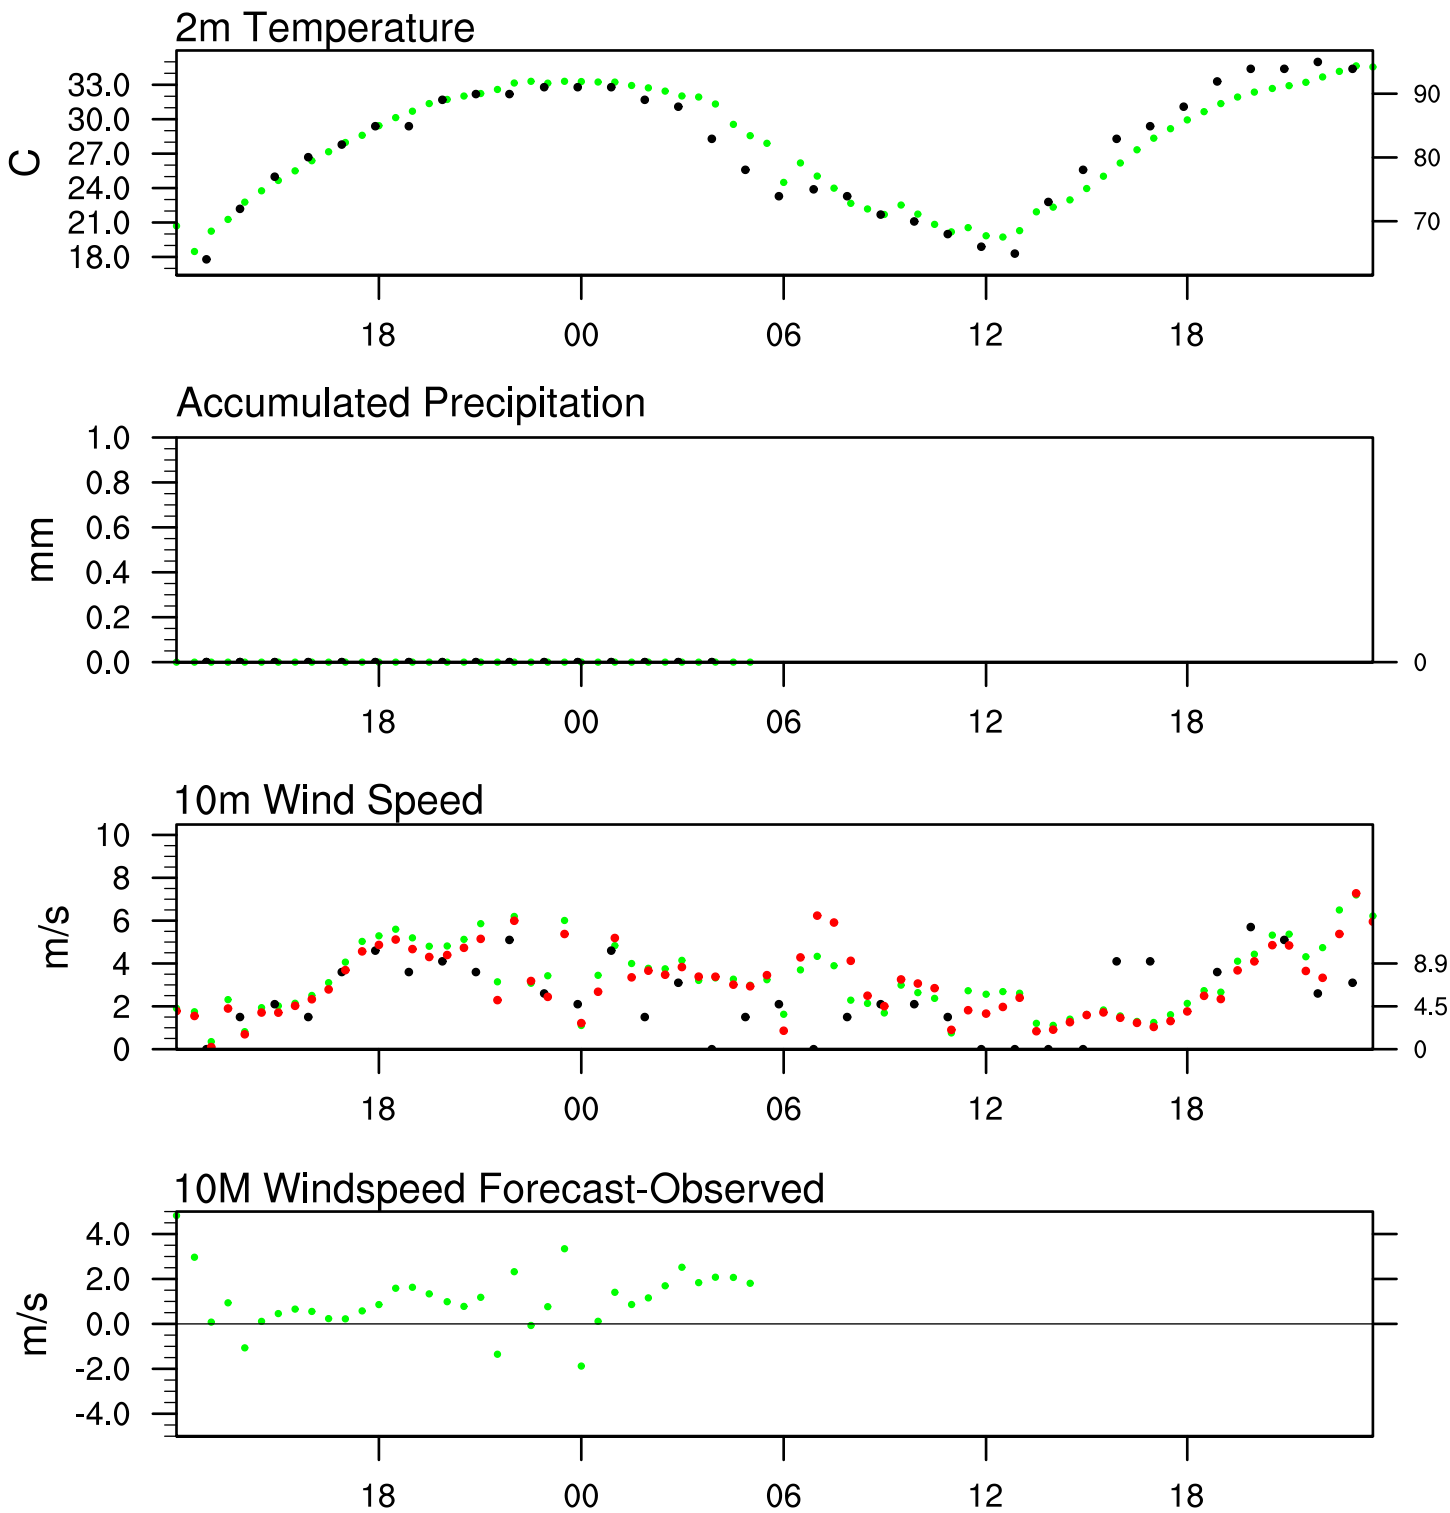 2m Temperature
33.0
30.0
27.0
24.0
21.0
18.0
C
90
80
70
18 00 06 12 18
Accumulated Precipitation
1.0
0.8
0.6
0.4
0.2
0.0
mm
0
18 00 06 12 18
10m Wind Speed
10
8
6
4
2
0
m/s
8.9
4.5
0
18 00 06 12 18
10M Windspeed Forecast-Observed
4.0
2.0
0.0
-2.0
-4.0
m/s
18 00 06 12 18